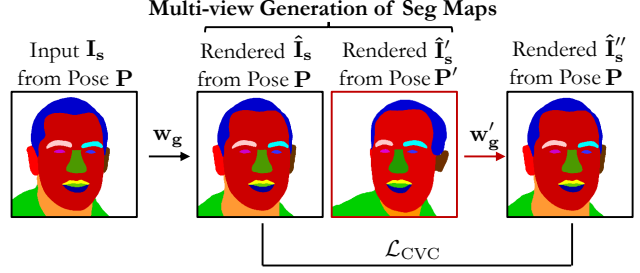 Multi-view Generation of Seg Maps
Input I_s from Pose P
Rendered Î_s from Pose P
Rendered Î′_s from Pose P′
Rendered Î″_s from Pose P
w_g
w′_g
ℒ_CVC